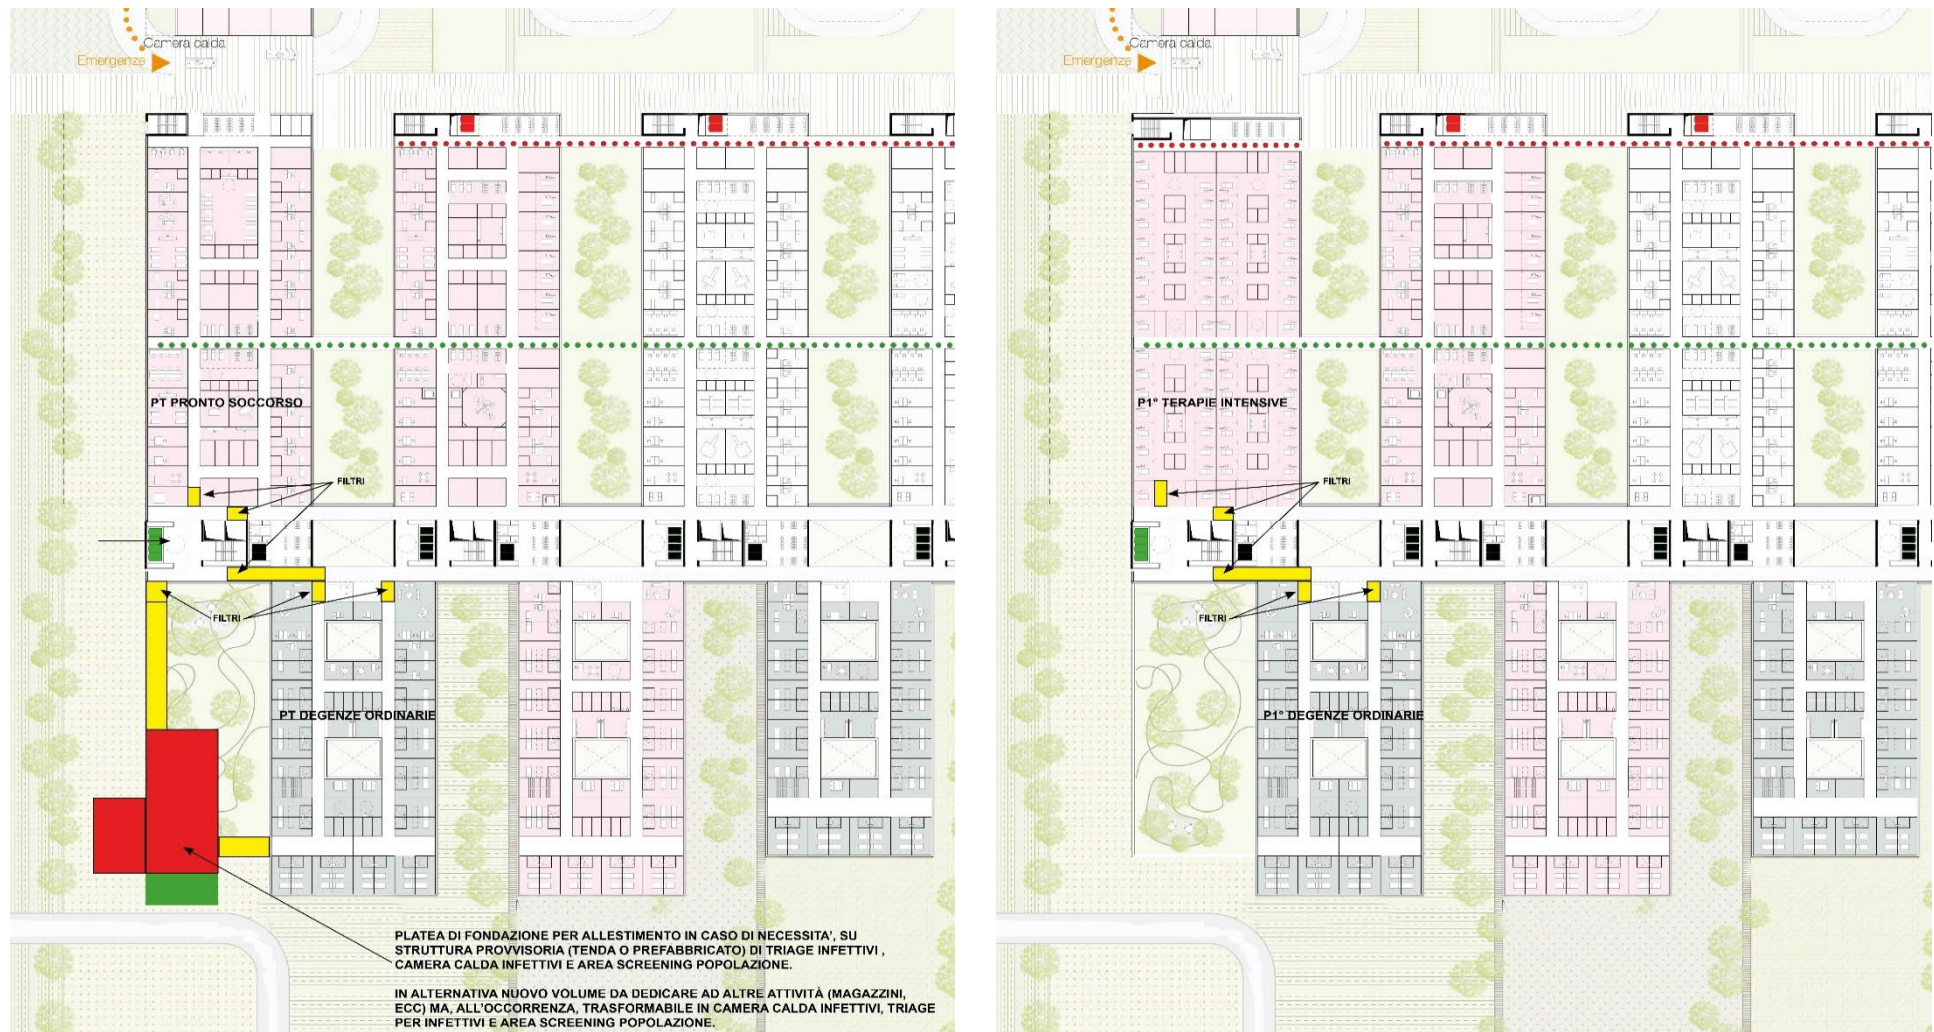 Camera calda
Emergenze
PT PRONTO SOCCORSO
FILTRI
FILTRI
PT DEGENZE ORDINARIE
PLATEA DI FONDAZIONE PER ALLESTIMENTO IN CASO DI NECESSITA', SU
STRUTTURA PROVVISORIA (TENDA O PREFABBRICATO) DI TRIAGE INFETTIVI ,
CAMERA CALDA INFETTIVI E AREA SCREENING POPOLAZIONE.
IN ALTERNATIVA NUOVO VOLUME DA DEDICARE AD ALTRE ATTIVITÀ (MAGAZZINI,
ECC) MA, ALL'OCCORRENZA, TRASFORMABILE IN CAMERA CALDA INFETTIVI, TRIAGE
PER INFETTIVI E AREA SCREENING POPOLAZIONE.
Camera calda
Emergenze
P1° TERAPIE INTENSIVE
FILTRI
FILTRI
P1° DEGENZE ORDINARIE